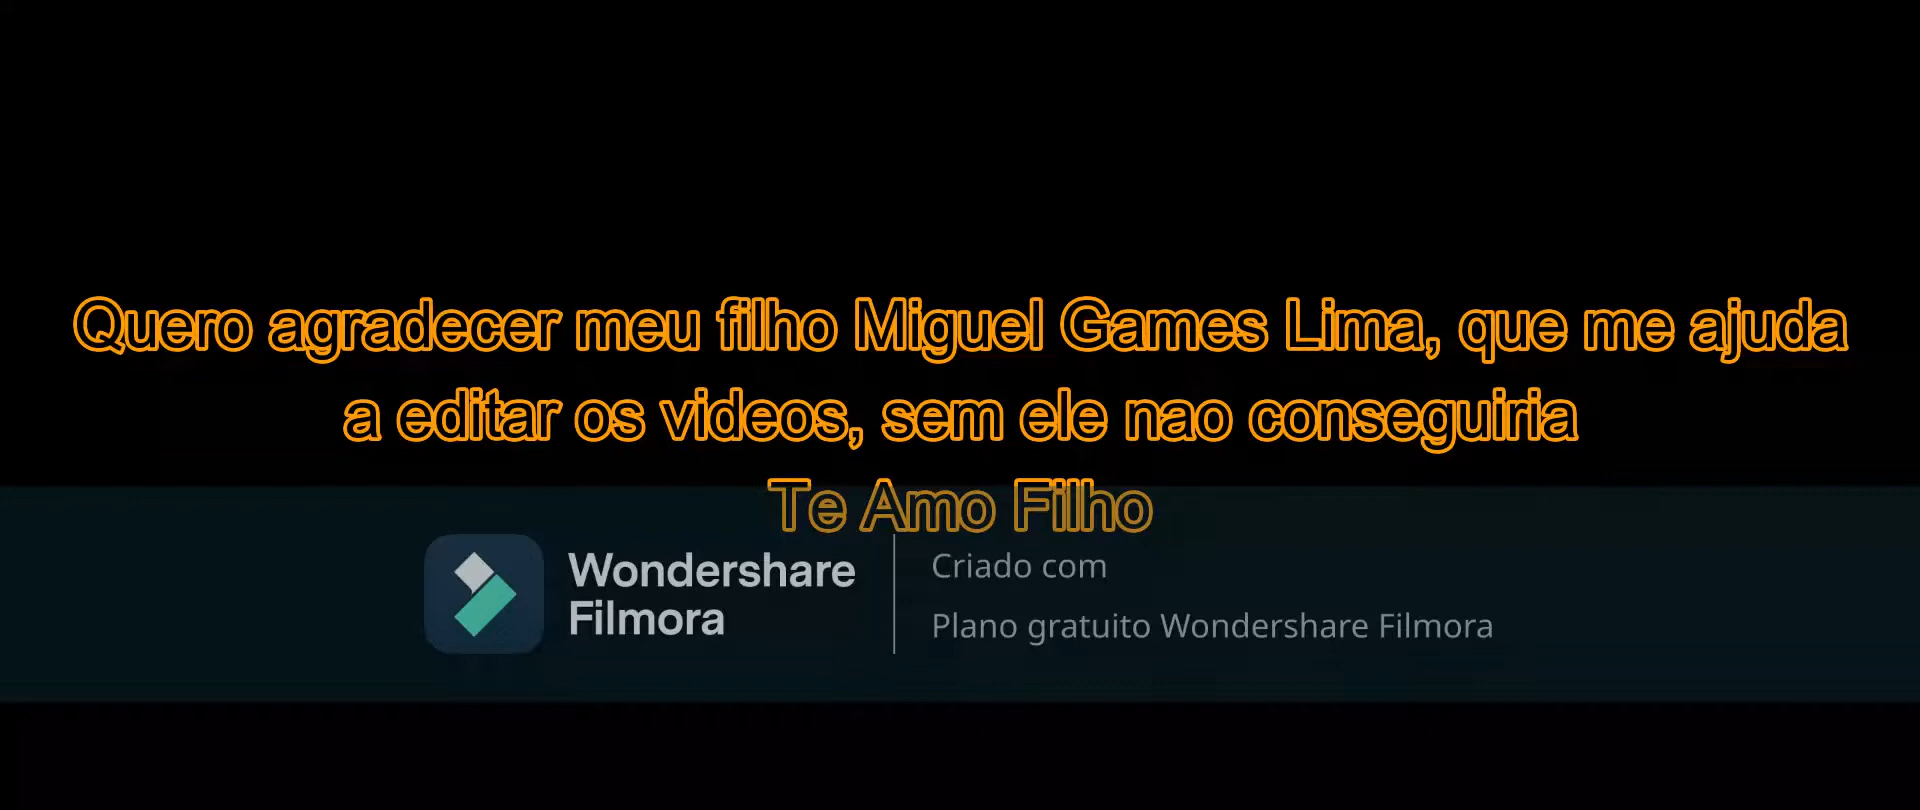 Quero agradecer meu filho Miguel Games Lima, que me ajuda
a editar os videos, sem ele nao conseguiria
Te Amo Filho
Wondershare
Filmora
Criado com
Plano gratuito Wondershare Filmora